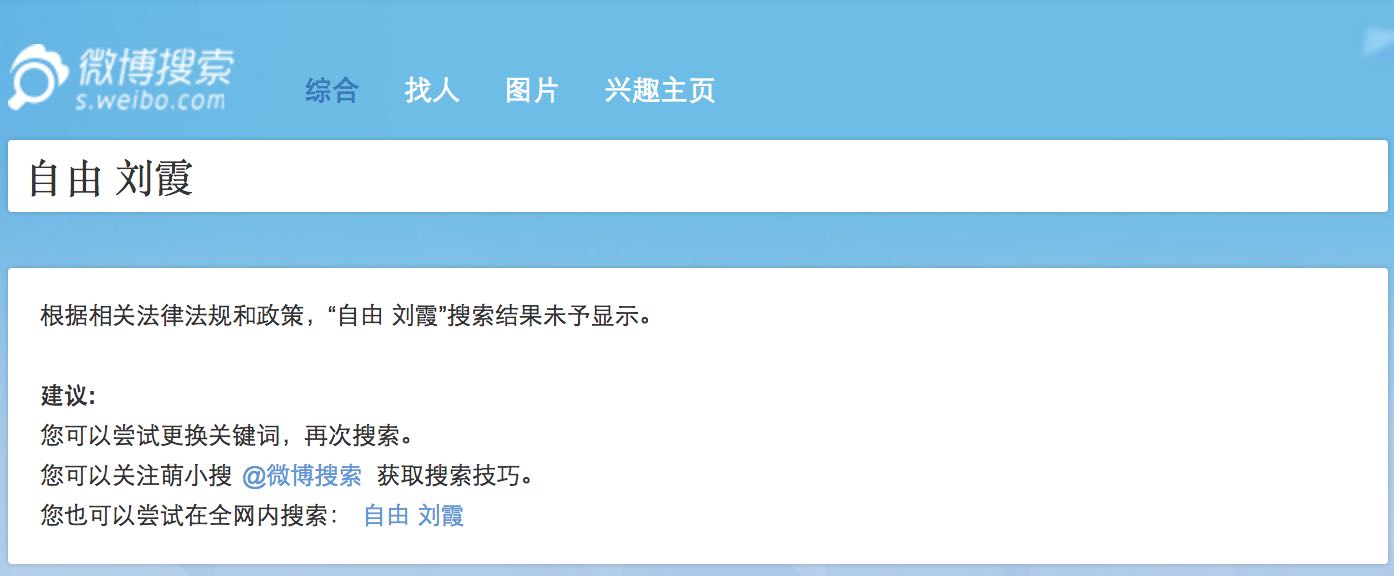 微博搜索
s.weibo.com
综合 找人 图片 兴趣主页
自由 刘霞
根据相关法律法规和政策，“自由 刘霞”搜索结果未予显示。
建议:
您可以尝试更换关键词，再次搜索。
您可以关注萌小搜 @微博搜索 获取搜索技巧。
您也可以尝试在全网内搜索： 自由 刘霞